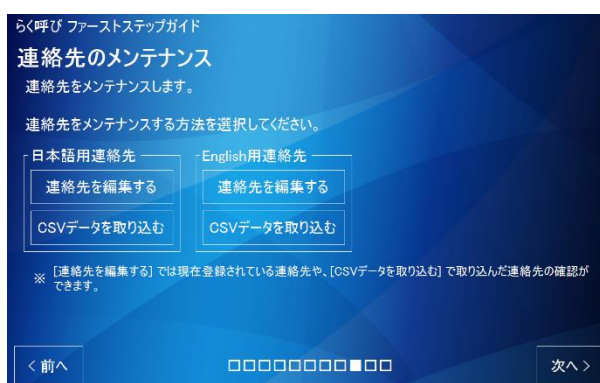 らく呼び ファーストステップガイド
連絡先のメンテナンス
連絡先をメンテナンスします。
連絡先をメンテナンスする方法を選択してください。
日本語用連絡先
English用連絡先
連絡先を編集する
連絡先を編集する
CSVデータを取り込む
CSVデータを取り込む
※ [連絡先を編集する] では現在登録されている連絡先や、[CSVデータを取り込む] で取り込んだ連絡先の確認が
できます。
< 前へ
次へ >